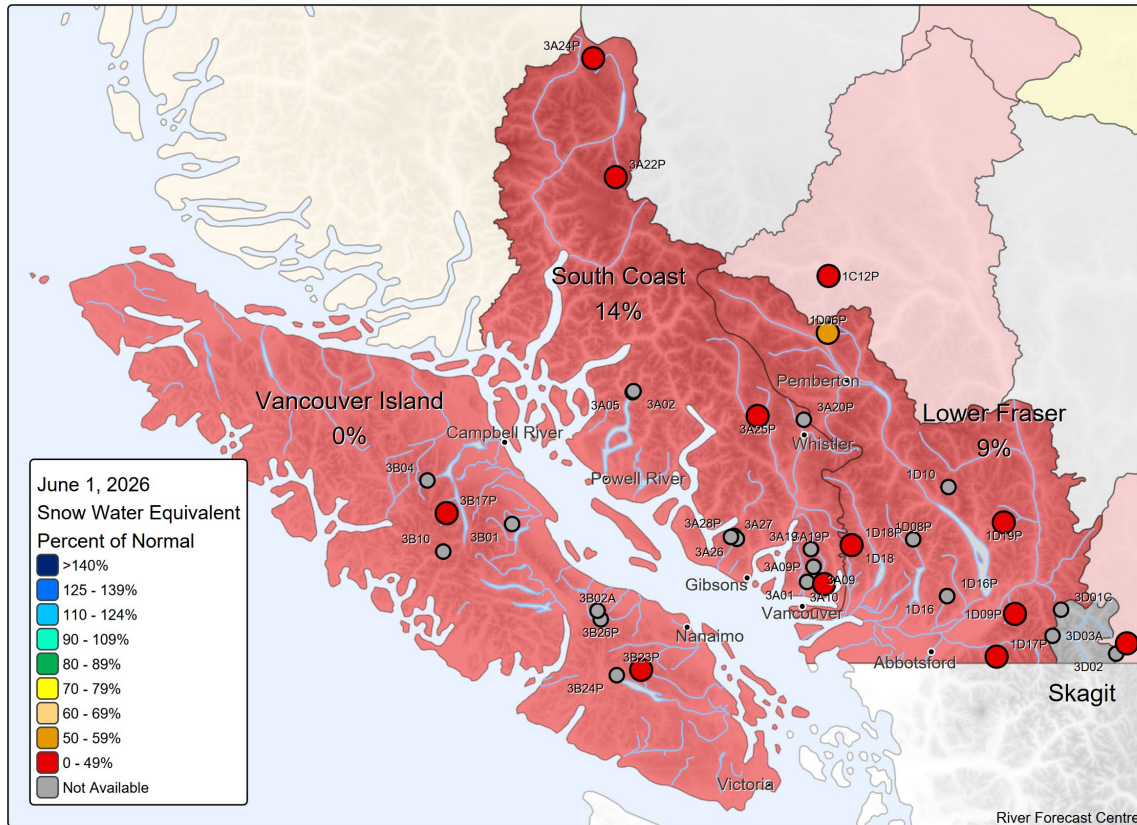 3A24P
3A22P
South Coast
14%
1C12P
1D06P
Pemberton
Vancouver Island
0%
3A05
3A02
3A25P
3A20P
Whistler
Lower Fraser
9%
Campbell River
Powell River
3B04
3B17P
3B01
3B10
1D10
3A28P
3A27
3A26
3A19
3A19P
1D18P
1D08P
1D19P
3A09P
1D18
Gibsons
3A01
3A09
3A10
Vancouver
1D16P
1D16
1D09P
3D01C
3B02A
3B26P
Nanaimo
3B23P
3B24P
Abbotsford
1D17P
3D03A
3D02
Skagit
Victoria
June 1, 2026
Snow Water Equivalent
Percent of Normal
>140%
125 - 139%
110 - 124%
90 - 109%
80 - 89%
70 - 79%
60 - 69%
50 - 59%
0 - 49%
Not Available
River Forecast Centre